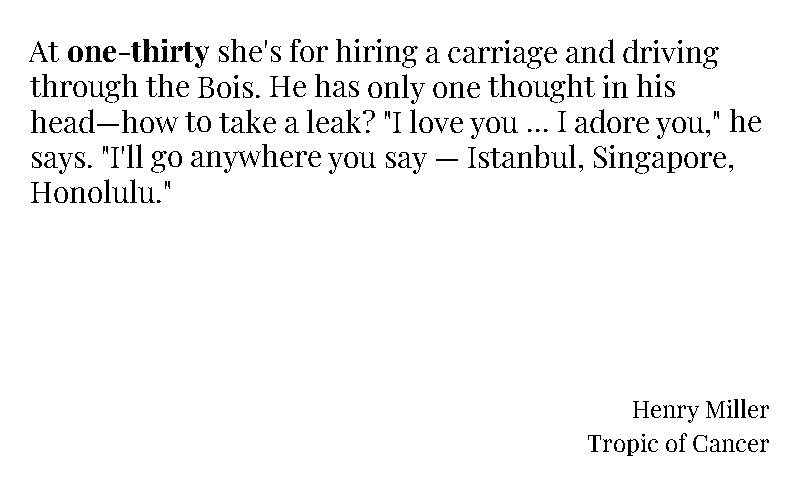 At one-thirty she's for hiring a carriage and driving
through the Bois. He has only one thought in his
head—how to take a leak? "I love you ... I adore you," he
says. "I'll go anywhere you say — Istanbul, Singapore,
Honolulu."
Henry Miller
Tropic of Cancer